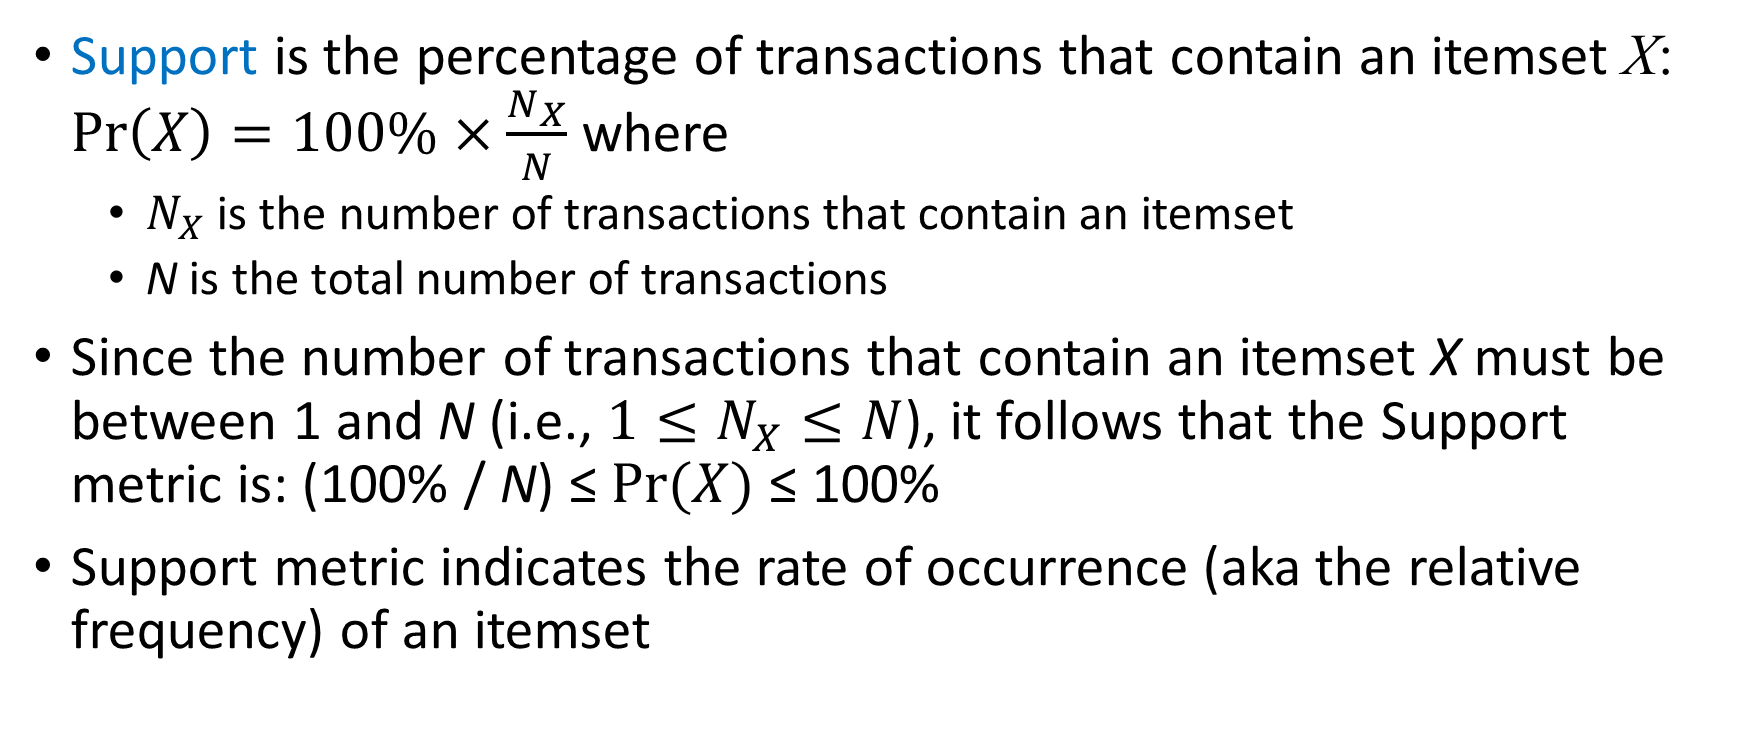 • Support is the percentage of transactions that contain an itemset X:
Pr(X) = 100% × N_X/N where
• N_X is the number of transactions that contain an itemset
• N is the total number of transactions
• Since the number of transactions that contain an itemset X must be
between 1 and N (i.e., 1 ≤ N_X ≤ N), it follows that the Support
metric is: (100% / N) ≤ Pr(X) ≤ 100%
• Support metric indicates the rate of occurrence (aka the relative
frequency) of an itemset